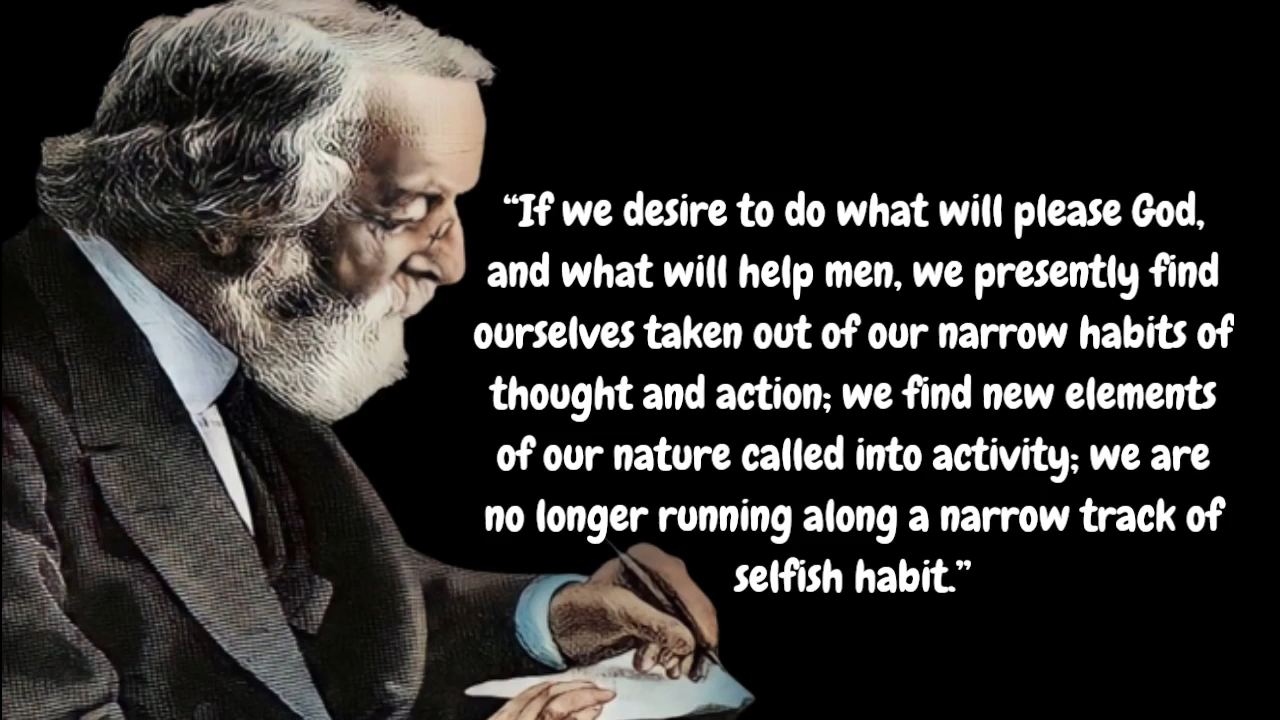 “If we desire to do what will please God,
and what will help men, we presently find
ourselves taken out of our narrow habits of
thought and action; we find new elements
of our nature called into activity; we are
no longer running along a narrow track of
selfish habit.”